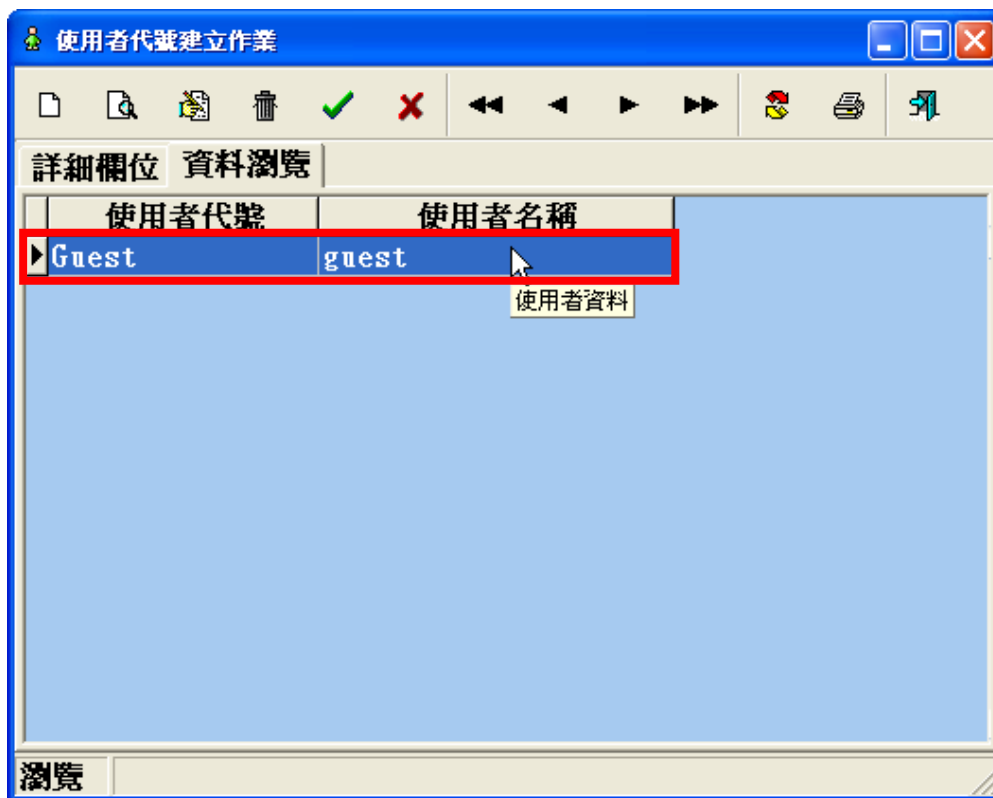 使用者代號建立作業
詳細欄位 資料瀏覽
使用者代號 使用者名稱
Guest guest
使用者資料
瀏覽